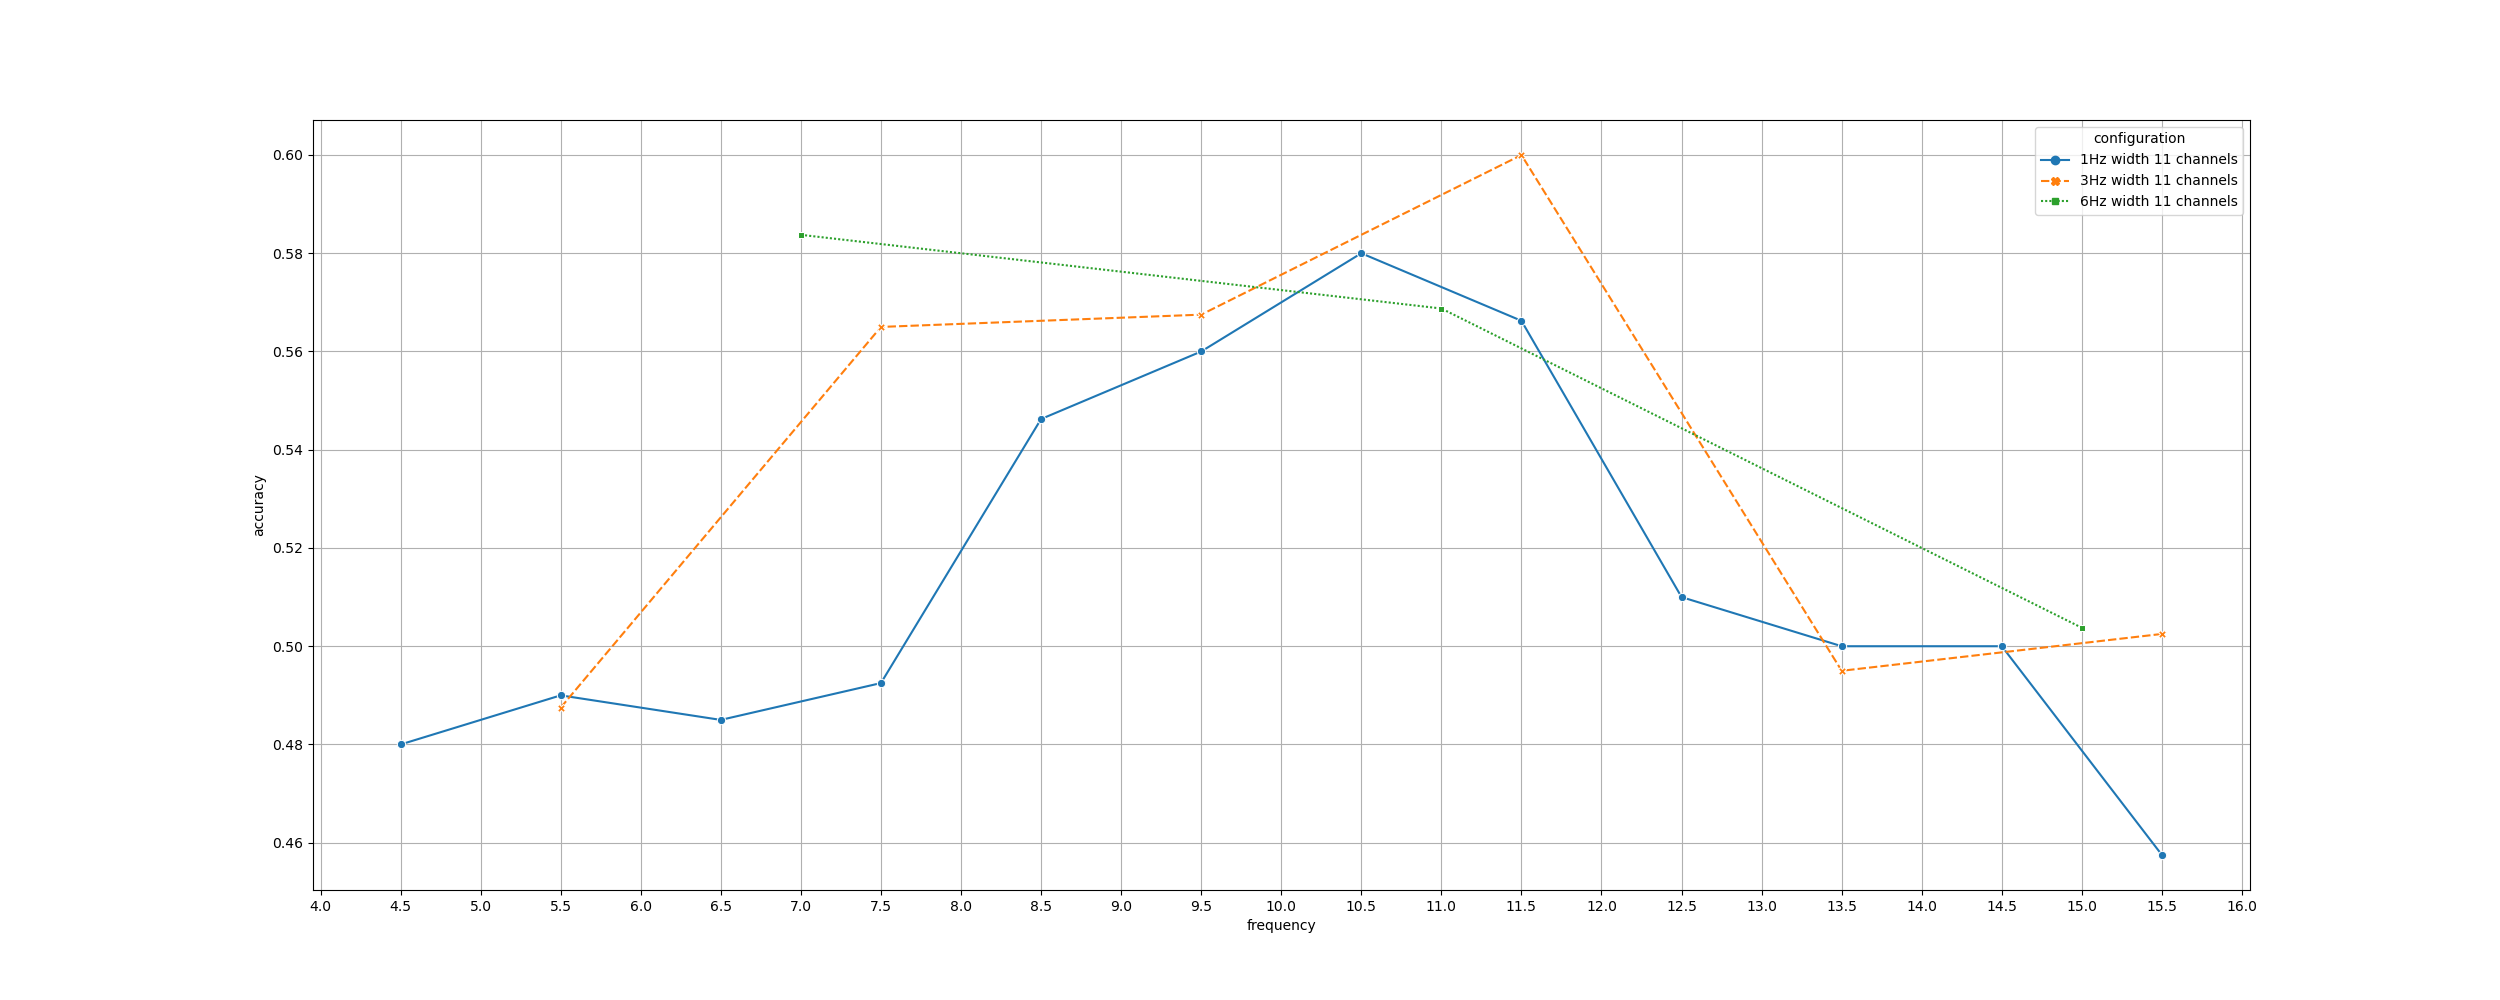 configuration
1Hz width 11 channels
3Hz width 11 channels
6Hz width 11 channels
0.60
0.58
0.56
0.54
0.52
0.50
0.48
0.46
accuracy
4.0 4.5 5.0 5.5 6.0 6.5 7.0 7.5 8.0 8.5 9.0 9.5 10.0 10.5 11.0 11.5 12.0 12.5 13.0 13.5 14.0 14.5 15.0 15.5 16.0
frequency